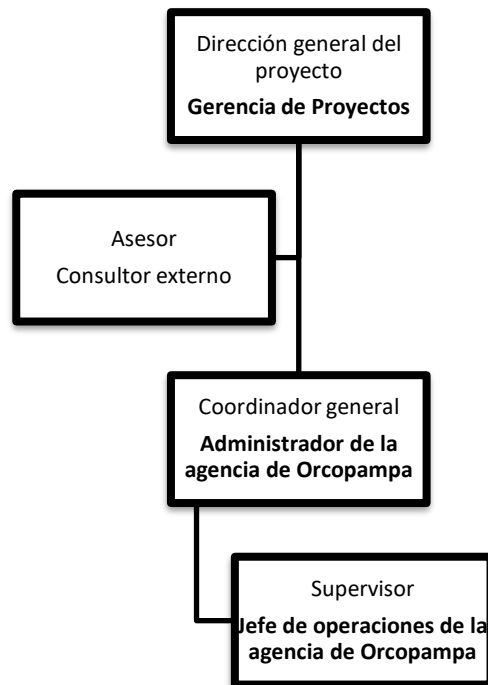 Dirección general del
proyecto
Gerencia de Proyectos
Asesor
Consultor externo
Coordinador general
Administrador de la
agencia de Orcopampa
Supervisor
Jefe de operaciones de la
agencia de Orcopampa